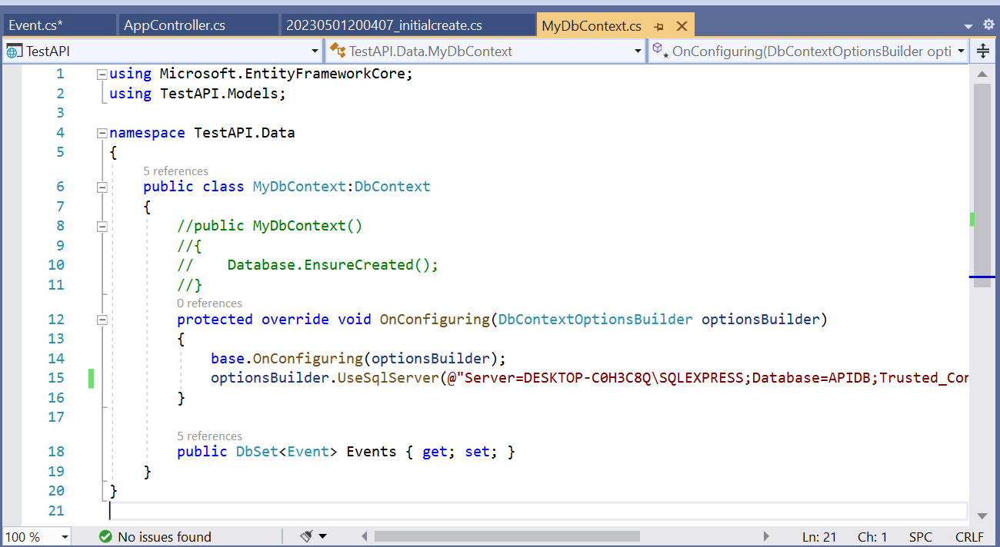 Event.cs* AppController.cs 20230501200407_initialcreate.cs MyDbContext.cs
TestAPI TestAPI.Data.MyDbContext OnConfiguring(DbContextOptionsBuilder opti
1 using Microsoft.EntityFrameworkCore;
2 using TestAPI.Models;
3
4 namespace TestAPI.Data
5 {
5 references
6 public class MyDbContext:DbContext
7 {
8 //public MyDbContext()
9 //{
10 //    Database.EnsureCreated();
11 //}
0 references
12 protected override void OnConfiguring(DbContextOptionsBuilder optionsBuilder)
13 {
14 base.OnConfiguring(optionsBuilder);
15 optionsBuilder.UseSqlServer(@"Server=DESKTOP-C0H3C8Q\SQLEXPRESS;Database=APIDB;Trusted_Cor
16 }
17
5 references
18 public DbSet<Event> Events { get; set; }
19 }
20 }
21
100 % No issues found Ln: 21 Ch: 1 SPC CRLF